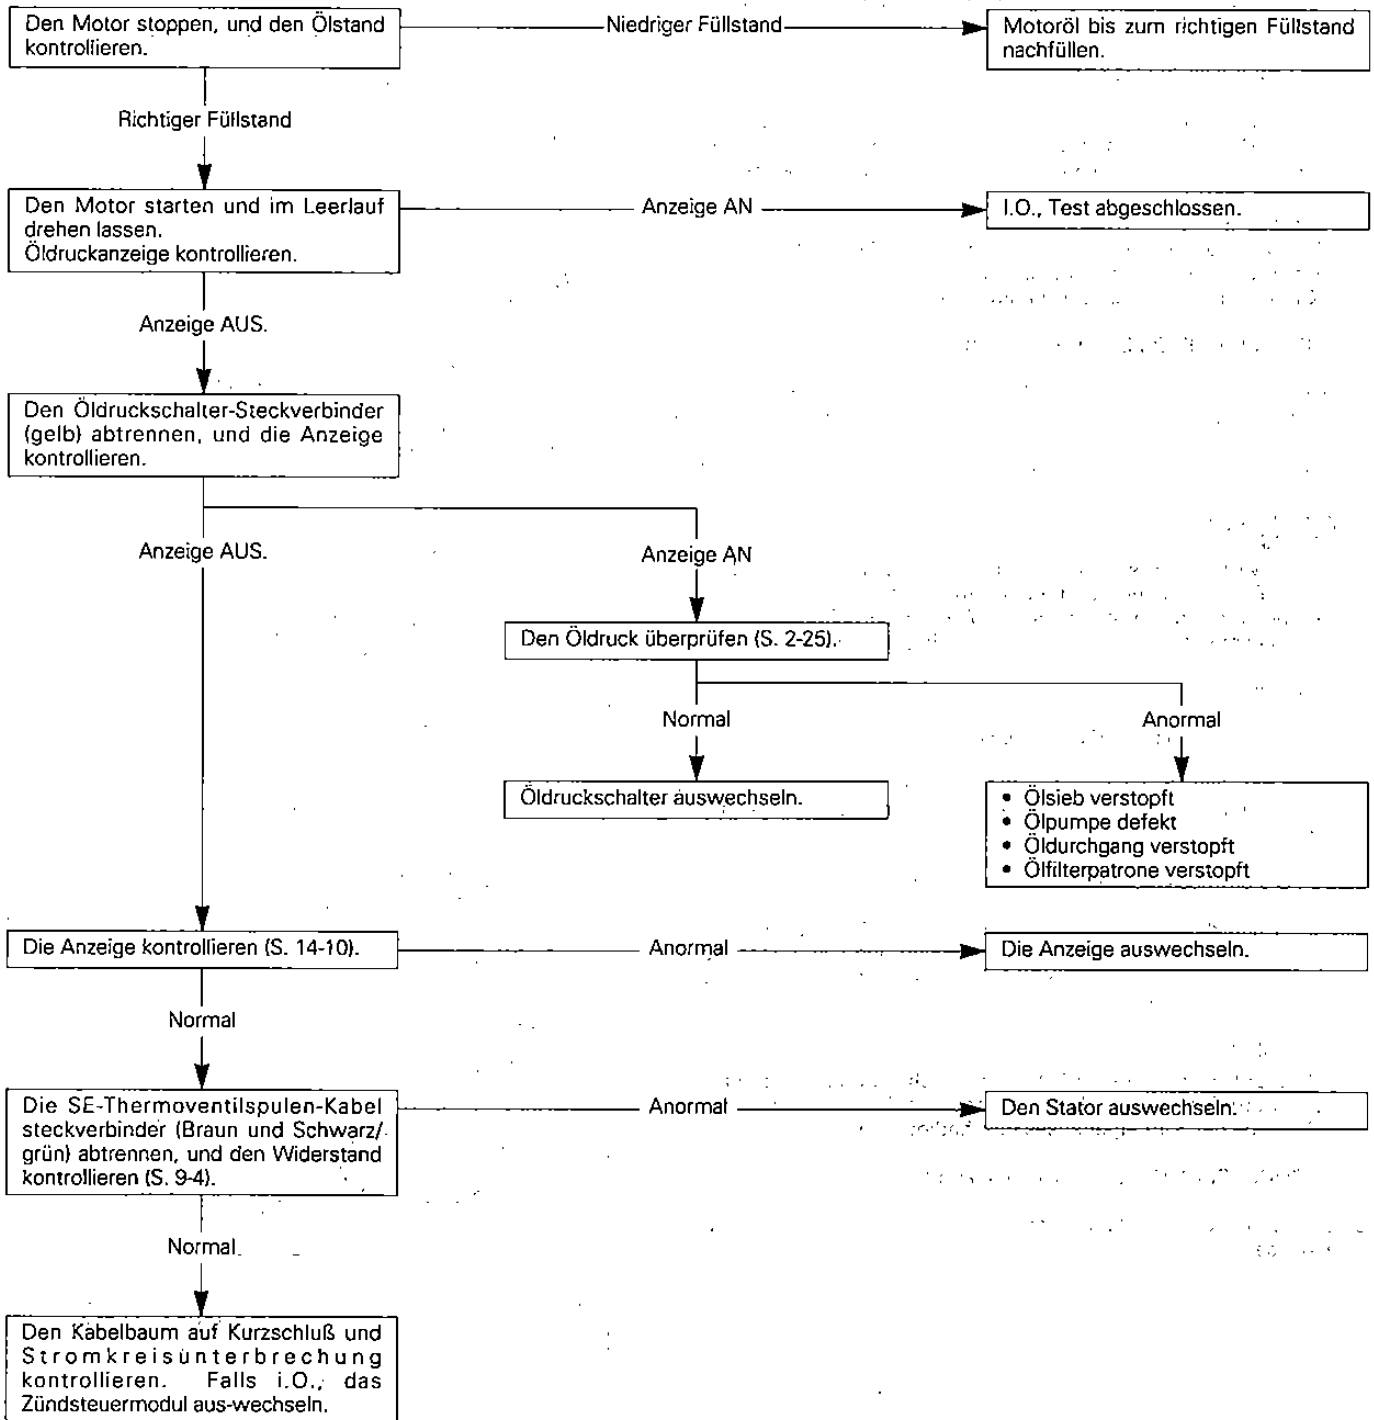 Den Motor stoppen, und den Ölstand
kontrollieren.
Niedriger Füllstand
Motoröl bis zum richtigen Füllstand
nachfüllen.
Richtiger Füllstand
Den Motor starten und im Leerlauf
drehen lassen.
Öldruckanzeige kontrollieren.
Anzeige AN
I.O., Test abgeschlossen.
Anzeige AUS.
Den Öldruckschalter-Steckverbinder
(gelb) abtrennen, und die Anzeige
kontrollieren.
Anzeige AUS.
Anzeige AN
Den Öldruck überprüfen (S. 2-25).
Normal
Anormal
Öldruckschalter auswechseln.
• Ölsieb verstopft
• Ölpumpe defekt
• Öldurchgang verstopft
• Ölfilterpatrone verstopft
Die Anzeige kontrollieren (S. 14-10).
Anormal
Die Anzeige auswechseln.
Normal
Die SE-Thermoventilspulen-Kabel
steckverbinder (Braun und Schwarz/
grün) abtrennen, und den Widerstand
kontrollieren (S. 9-4).
Anormal
Den Stator auswechseln.
Normal
Den Kabelbaum auf Kurzschluß und
Stromkreisunterbrechung
kontrollieren. Falls i.O., das
Zündsteuermodul aus-wechseln.